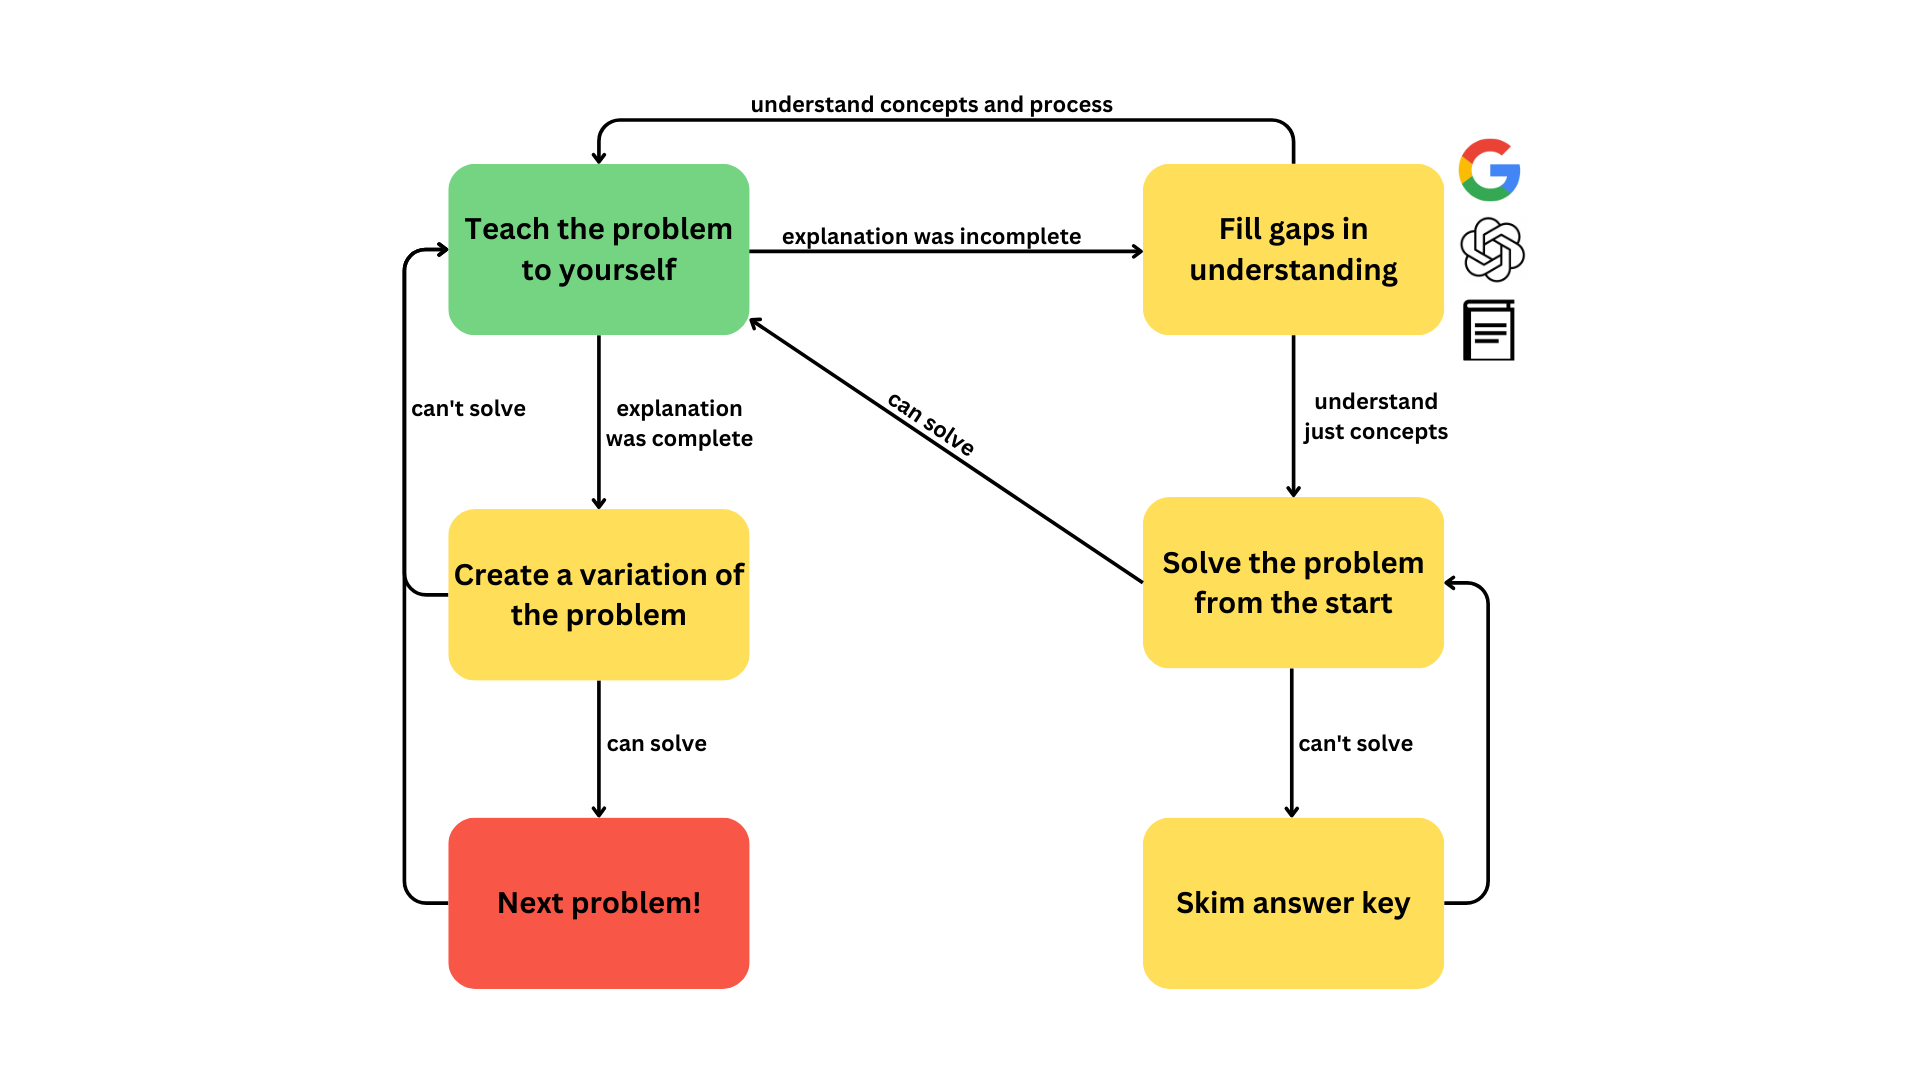 understand concepts and process
Teach the problem
to yourself
explanation was incomplete
Fill gaps in
understanding
can't solve
explanation
was complete
can solve
understand
just concepts
Create a variation of
the problem
Solve the problem
from the start
can solve
can't solve
Next problem!
Skim answer key